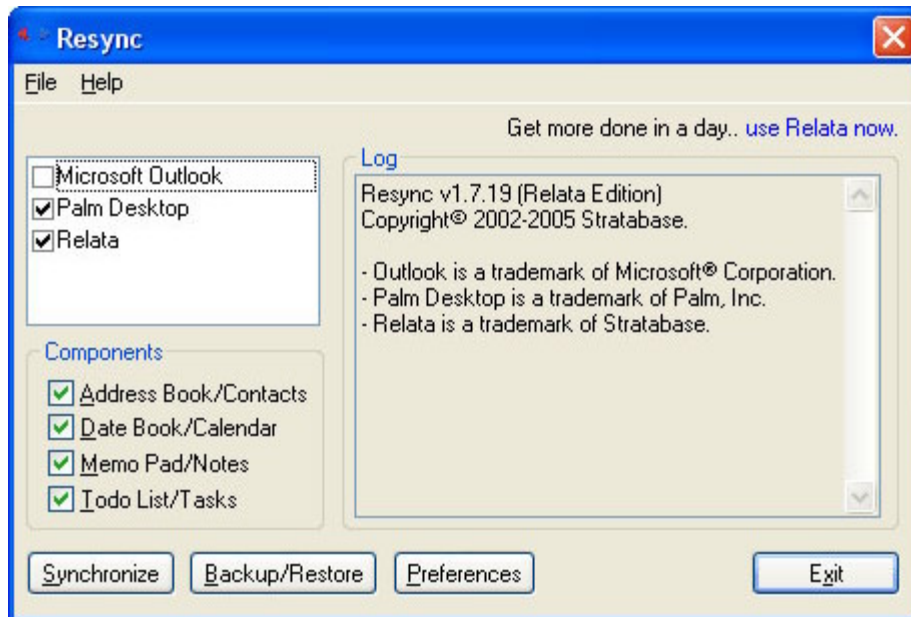 Resync
File Help
Get more done in a day.. use Relata now.
Microsoft Outlook
Palm Desktop
Relata
Components
Address Book/Contacts
Date Book/Calendar
Memo Pad/Notes
Todo List/Tasks
Log
Resync v1.7.19 (Relata Edition)
Copyright© 2002-2005 Stratabase.
- Outlook is a trademark of Microsoft® Corporation.
- Palm Desktop is a trademark of Palm, Inc.
- Relata is a trademark of Stratabase.
Synchronize Backup/Restore Preferences Exit